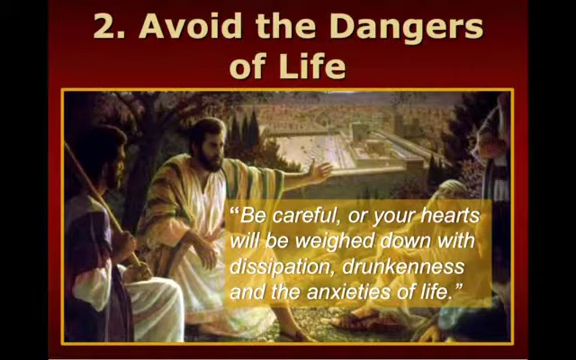 2. Avoid the Dangers
of Life
“Be careful, or your hearts
will be weighed down with
dissipation, drunkenness
and the anxieties of life.”